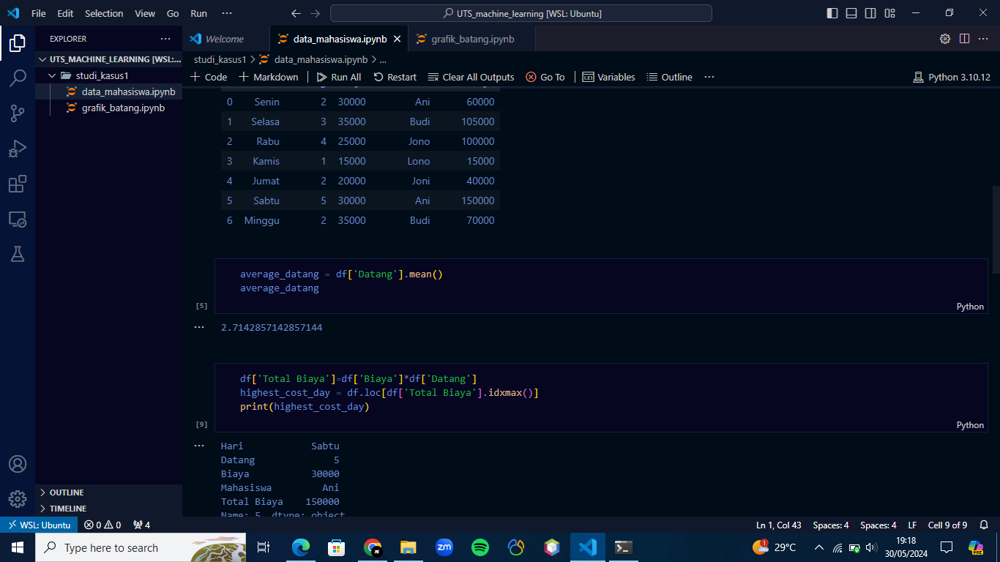 File Edit Selection View Go Run ···
UTS_machine_learning [WSL: Ubuntu]
EXPLORER
Welcome
data_mahasiswa.ipynb
grafik_batang.ipynb
UTS_MACHINE_LEARNING [WSL:...
studi_kasus1
data_mahasiswa.ipynb
grafik_batang.ipynb
OUTLINE
TIMELINE
studi_kasus1 > data_mahasiswa.ipynb > ...
+ Code + Markdown Run All Restart Clear All Outputs Go To Variables Outline ··· Python 3.10.12
0 Senin 2 30000 Ani 60000
1 Selasa 3 35000 Budi 105000
2 Rabu 4 25000 Jono 100000
3 Kamis 1 15000 Lono 15000
4 Jumat 2 20000 Joni 40000
5 Sabtu 5 30000 Ani 150000
6 Minggu 2 35000 Budi 70000
average_datang = df['Datang'].mean()
average_datang
[5]
Python
2.7142857142857144
df['Total Biaya']=df['Biaya']*df['Datang']
highest_cost_day = df.loc[df['Total Biaya'].idxmax()]
print(highest_cost_day)
[9]
Python
Hari Sabtu
Datang 5
Biaya 30000
Mahasiswa Ani
Total Biaya 150000
Name: 5, dtype: object
WSL: Ubuntu 0 0 4 Ln 1, Col 43 Spaces: 4 Spaces: 4 LF Cell 9 of 9
Type here to search
zm
1
29°C
19:18
30/05/2024
PRE